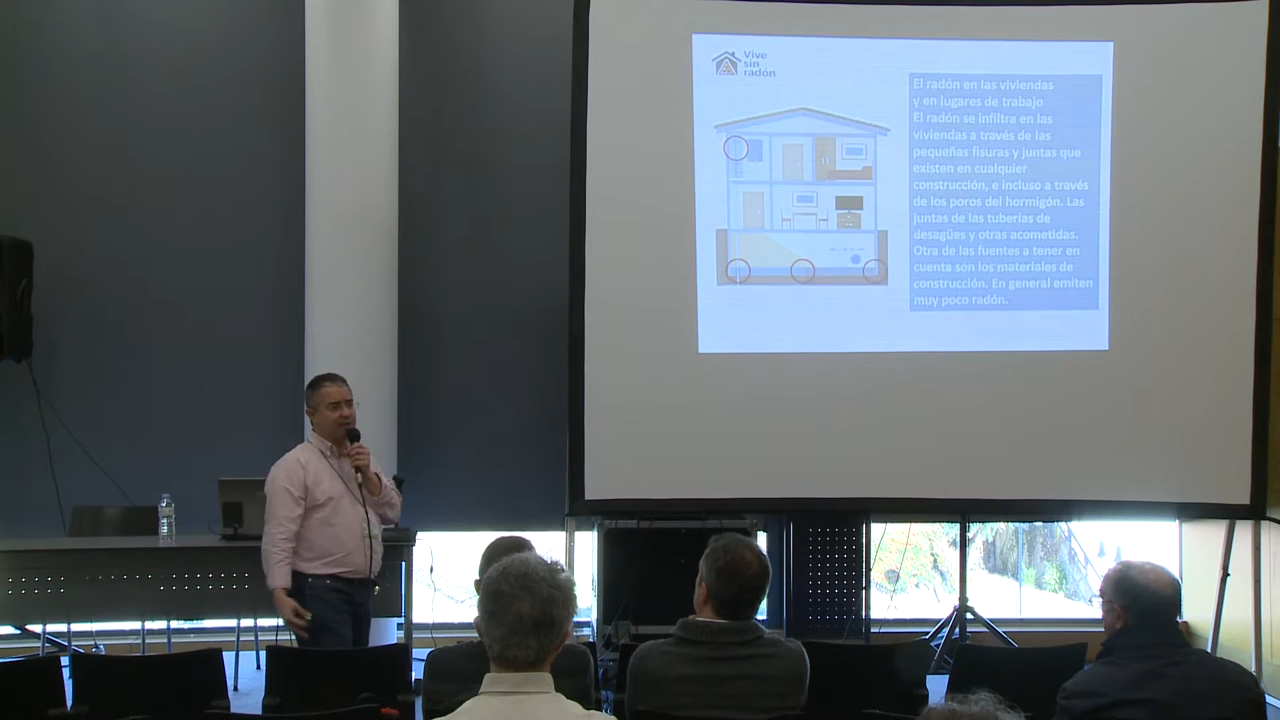 Vive
sin
radón
El radón en las viviendas
y en lugares de trabajo
El radón se infiltra en las
viviendas a través de las
pequeñas fisuras y juntas que
existen en cualquier
construcción, e incluso a través
de los poros del hormigón. Las
juntas de las tuberías de
desagües y otras acometidas.
Otra de las fuentes a tener en
cuenta son los materiales de
construcción. En general emiten
muy poco radón.